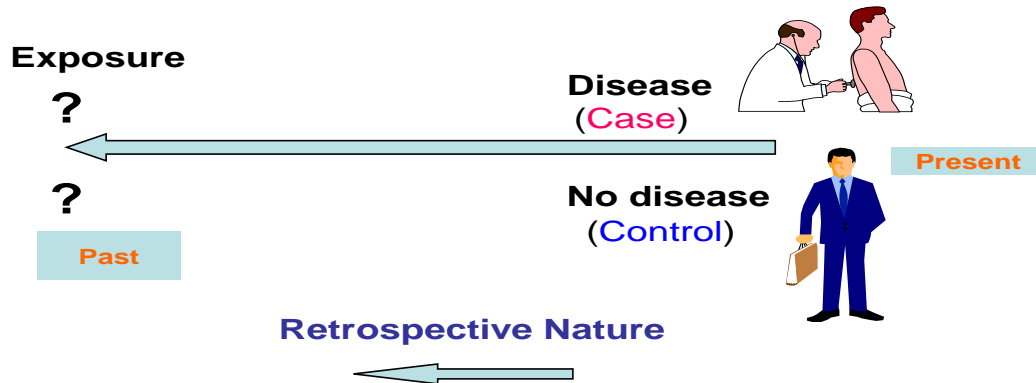 Exposure
?
Disease
(Case)
Present
?
No disease
(Control)
Past
Retrospective Nature